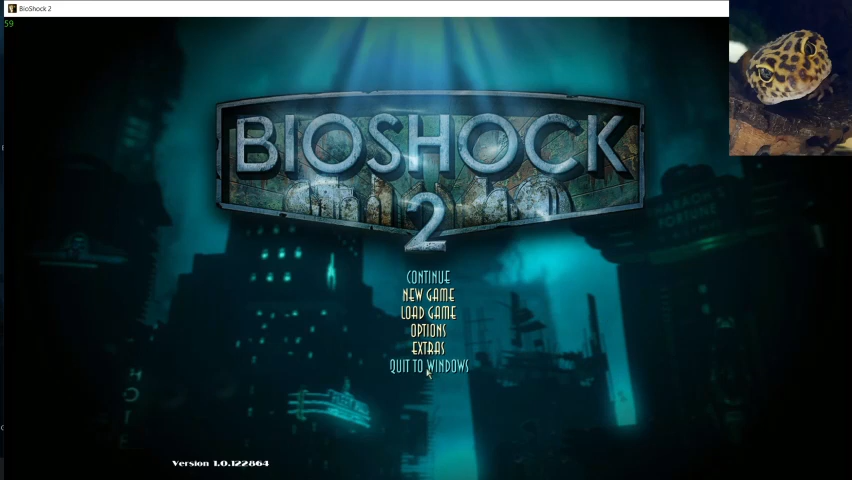 BioShock 2
59
BIOSHOCK
2
CONTINUE
NEW GAME
LOAD GAME
OPTIONS
EXTRAS
QUIT TO WINDOWS
FORTUNE
Version 1.0.122864